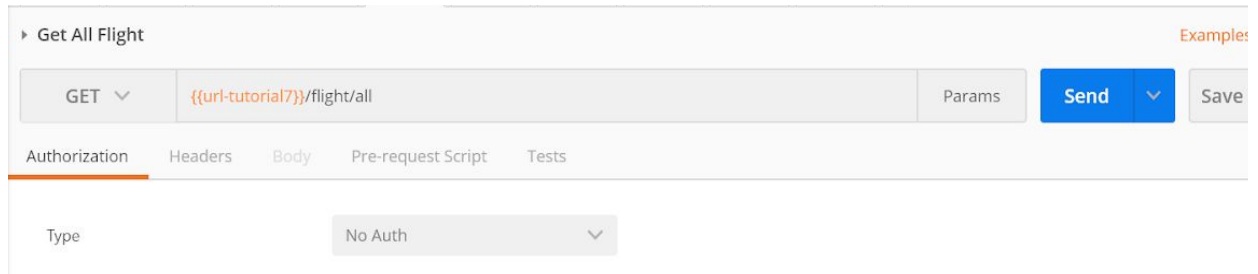 Get All Flight Examples
GET {{url-tutorial7}}/flight/all Params Send Save
Authorization Headers Body Pre-request Script Tests
Type No Auth